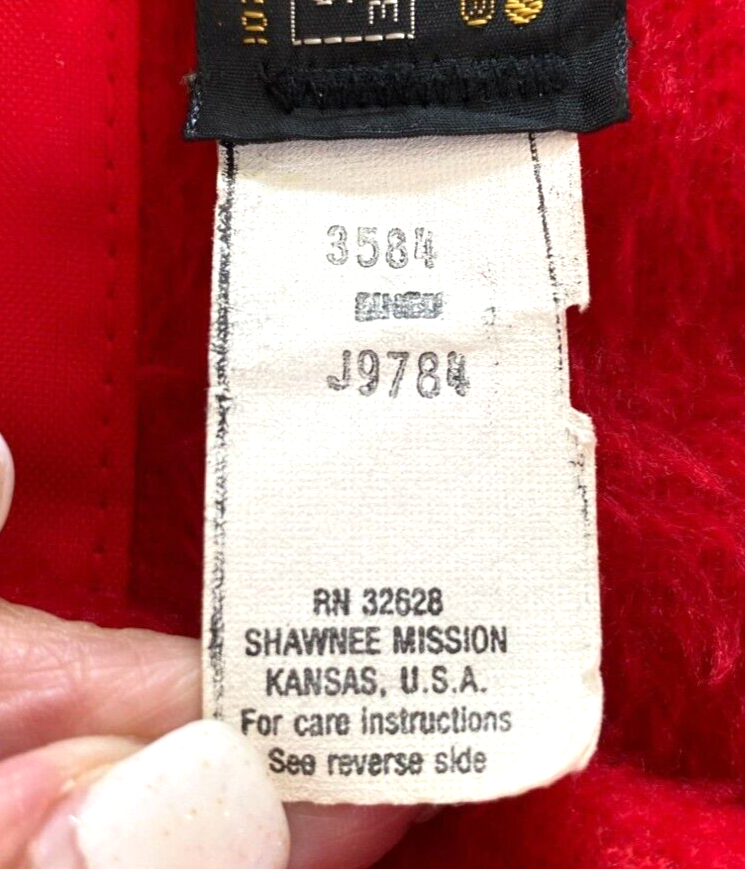 3584
J9784
RN 32628
SHAWNEE MISSION
KANSAS, U.S.A.
For care instructions
See reverse side